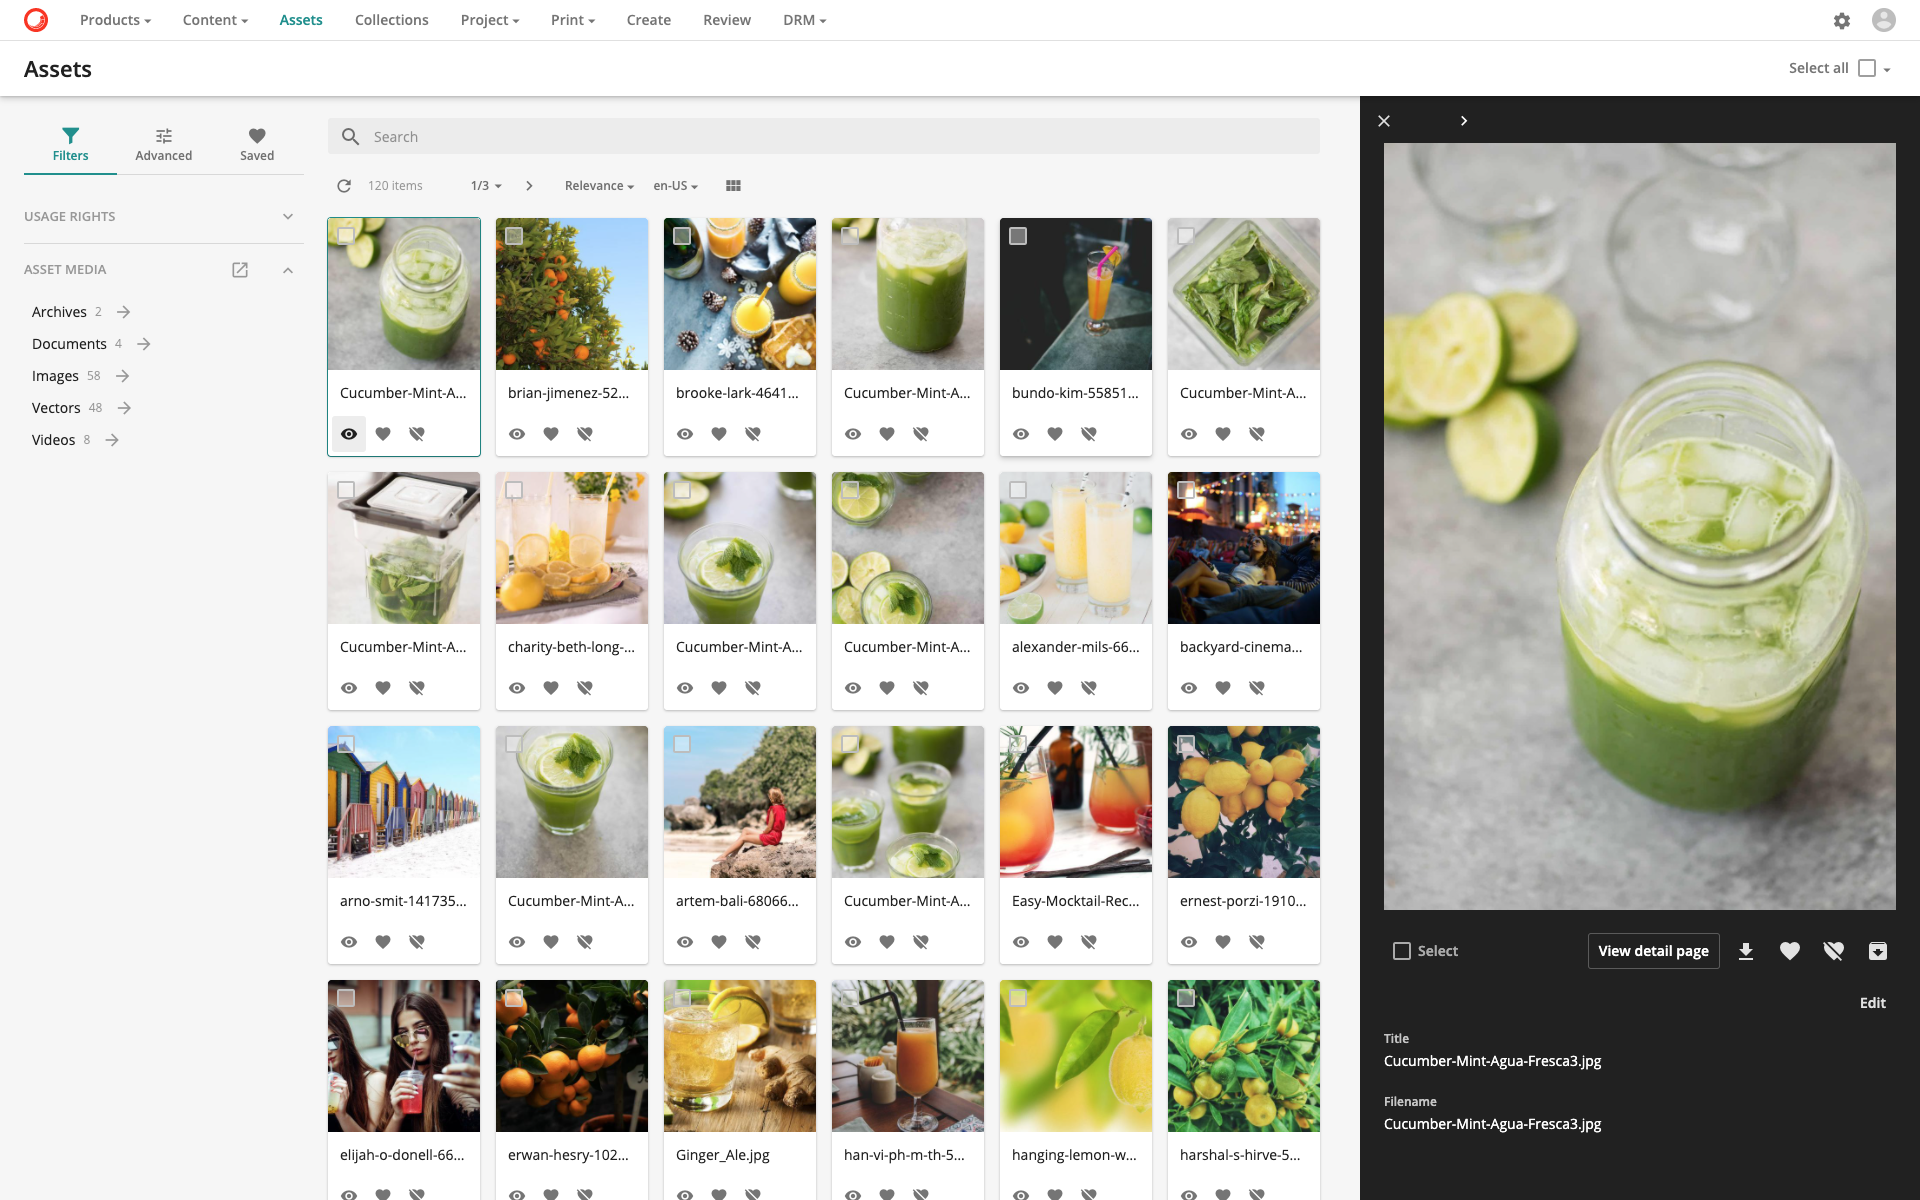 Products
Content
Assets
Collections
Project
Print
Create
Review
DRM
Assets
Select all
Filters
Advanced
Saved
Search
120 items
1/3
Relevance
en-US
USAGE RIGHTS
ASSET MEDIA
Archives 2
Documents 4
Images 58
Vectors 48
Videos 8
Cucumber-Mint-A...
brian-jimenez-52...
brooke-lark-4641...
Cucumber-Mint-A...
bundo-kim-55851...
Cucumber-Mint-A...
Cucumber-Mint-A...
charity-beth-long-...
Cucumber-Mint-A...
Cucumber-Mint-A...
alexander-mils-66...
backyard-cinema...
arno-smit-141735...
Cucumber-Mint-A...
artem-bali-68066...
Cucumber-Mint-A...
Easy-Mocktail-Rec...
ernest-porzi-1910...
elijah-o-donell-66...
erwan-hesry-102...
Ginger_Ale.jpg
han-vi-ph-m-th-5...
hanging-lemon-w...
harshal-s-hirve-5...
Select
View detail page
Edit
Title
Cucumber-Mint-Agua-Fresca3.jpg
Filename
Cucumber-Mint-Agua-Fresca3.jpg